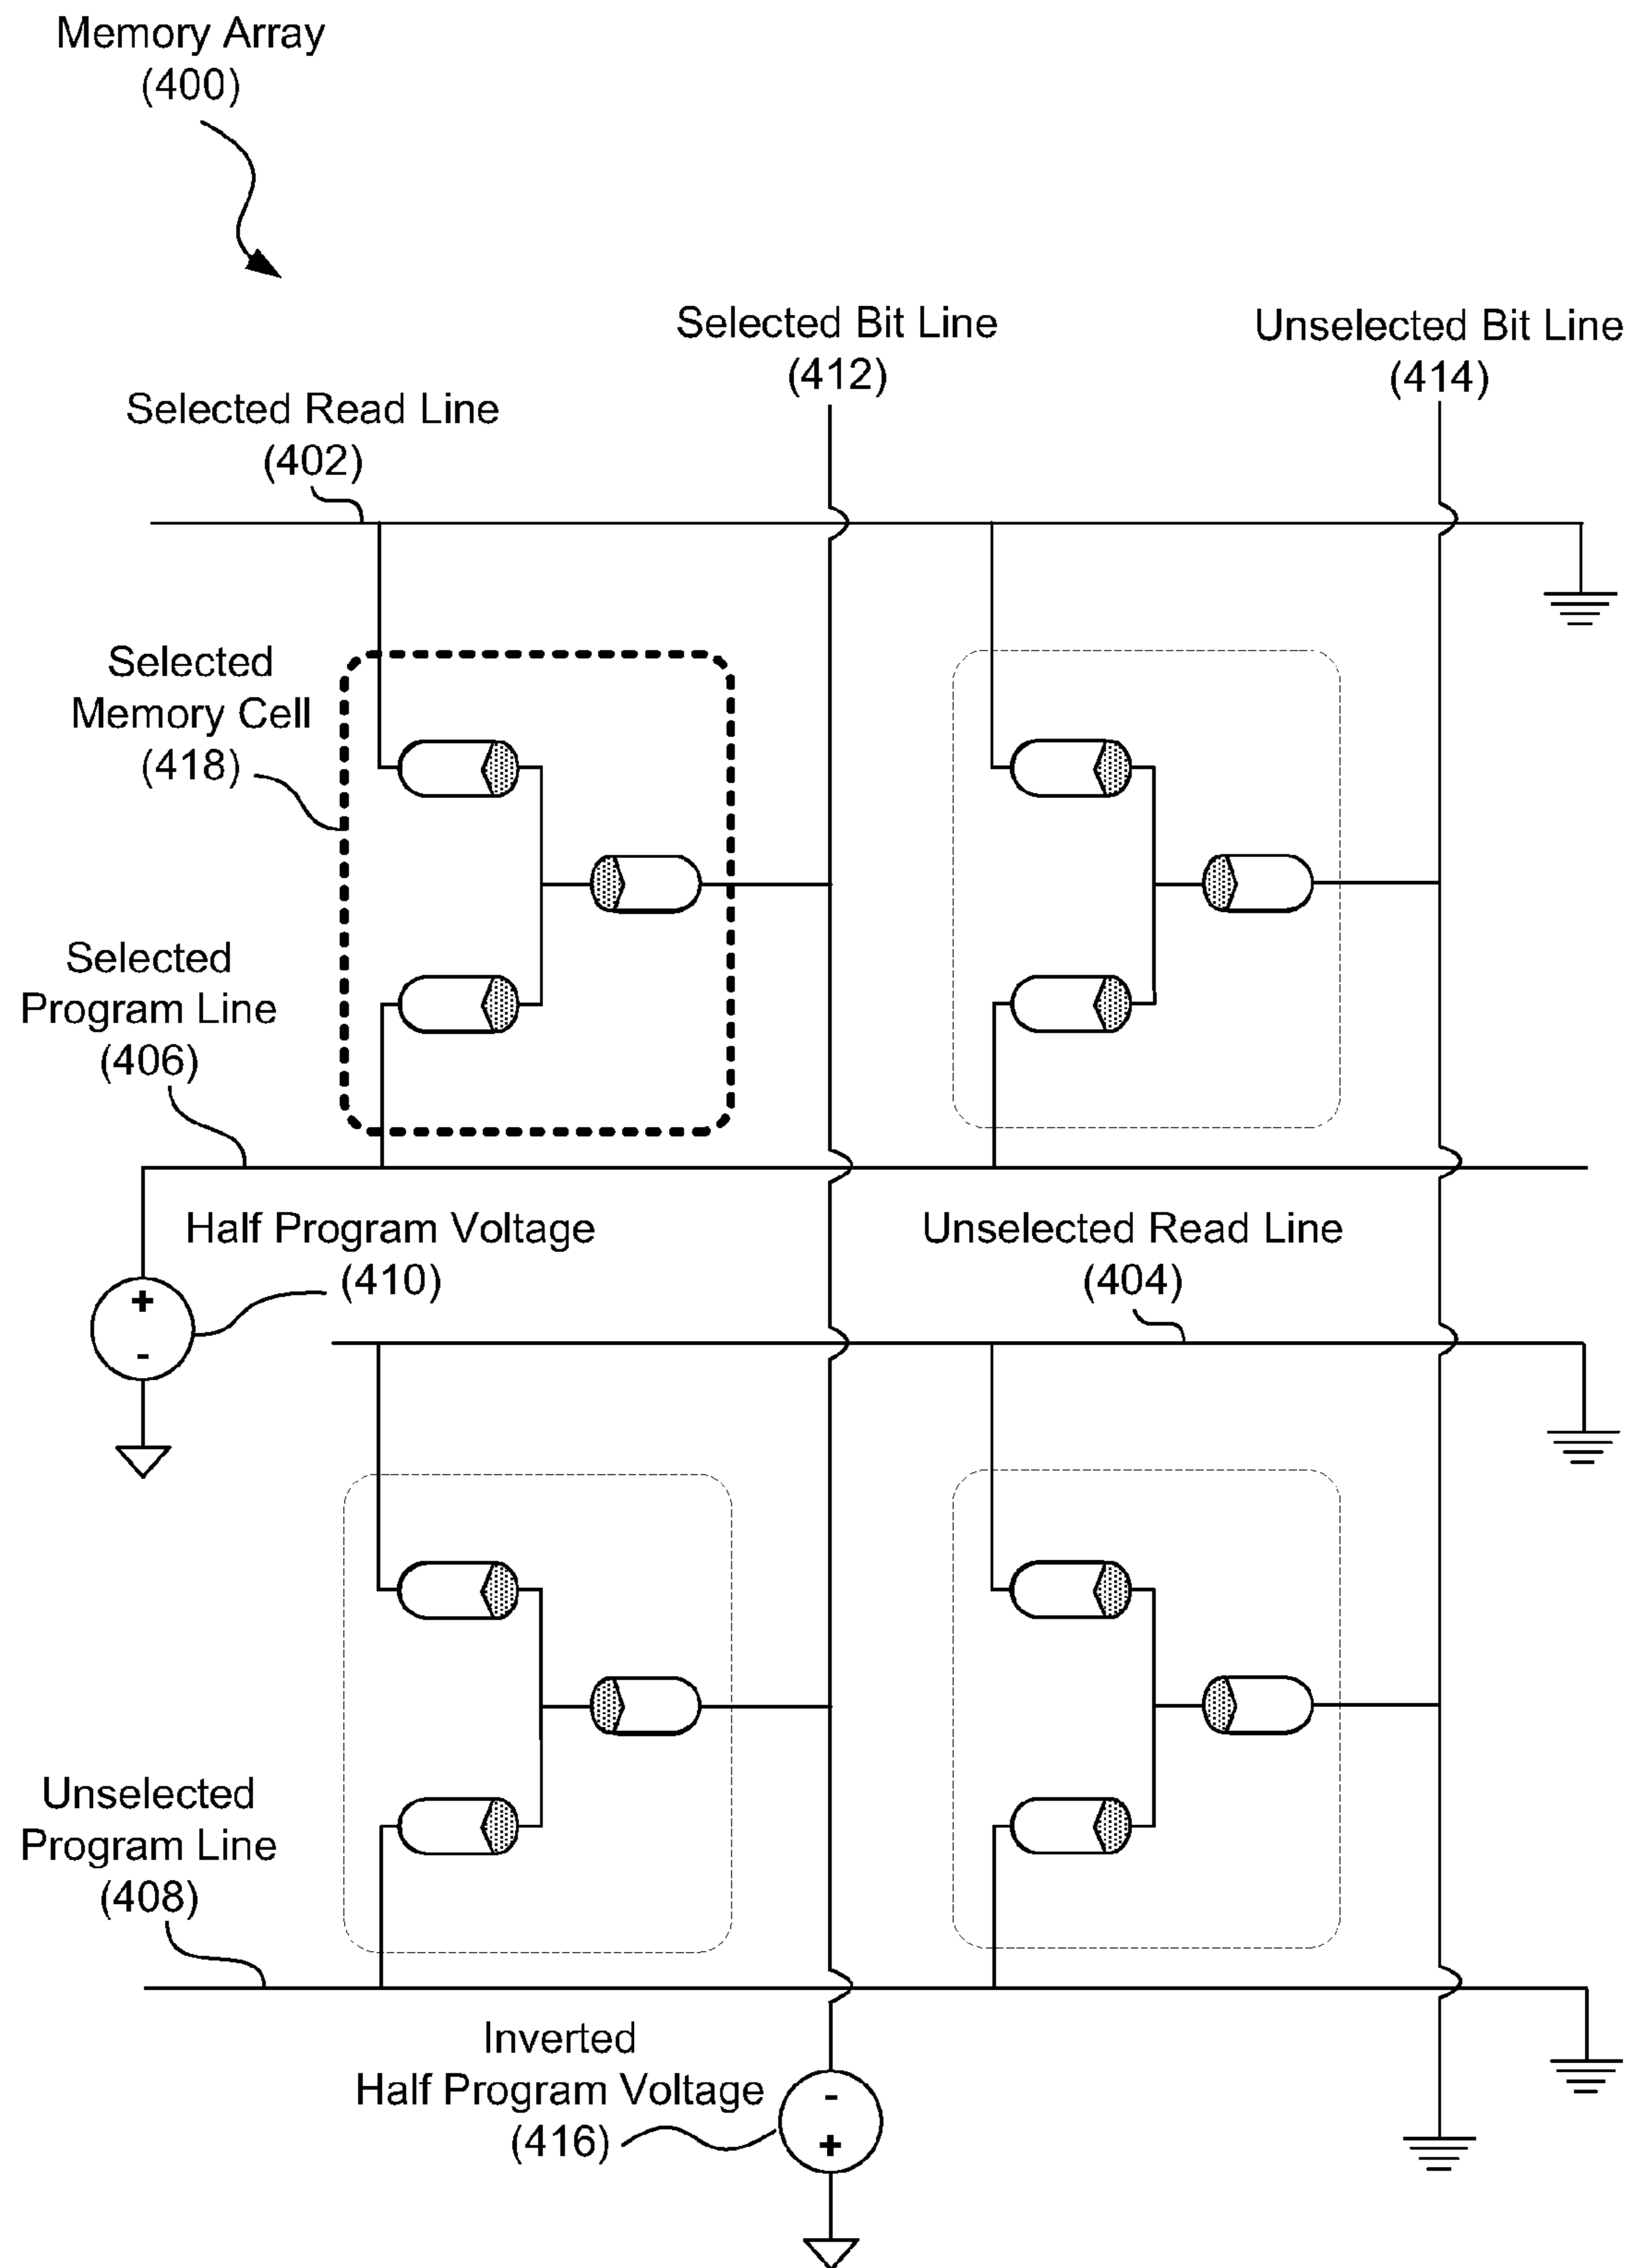 Memory Array
(400)
Selected Bit Line
(412)
Unselected Bit Line
(414)
Selected Read Line
(402)
Selected
Memory Cell
(418)
Selected
Program Line
(406)
Half Program Voltage
(410)
Unselected Read Line
(404)
+
-
Unselected
Program Line
(408)
Inverted
Half Program Voltage
(416)
-
+